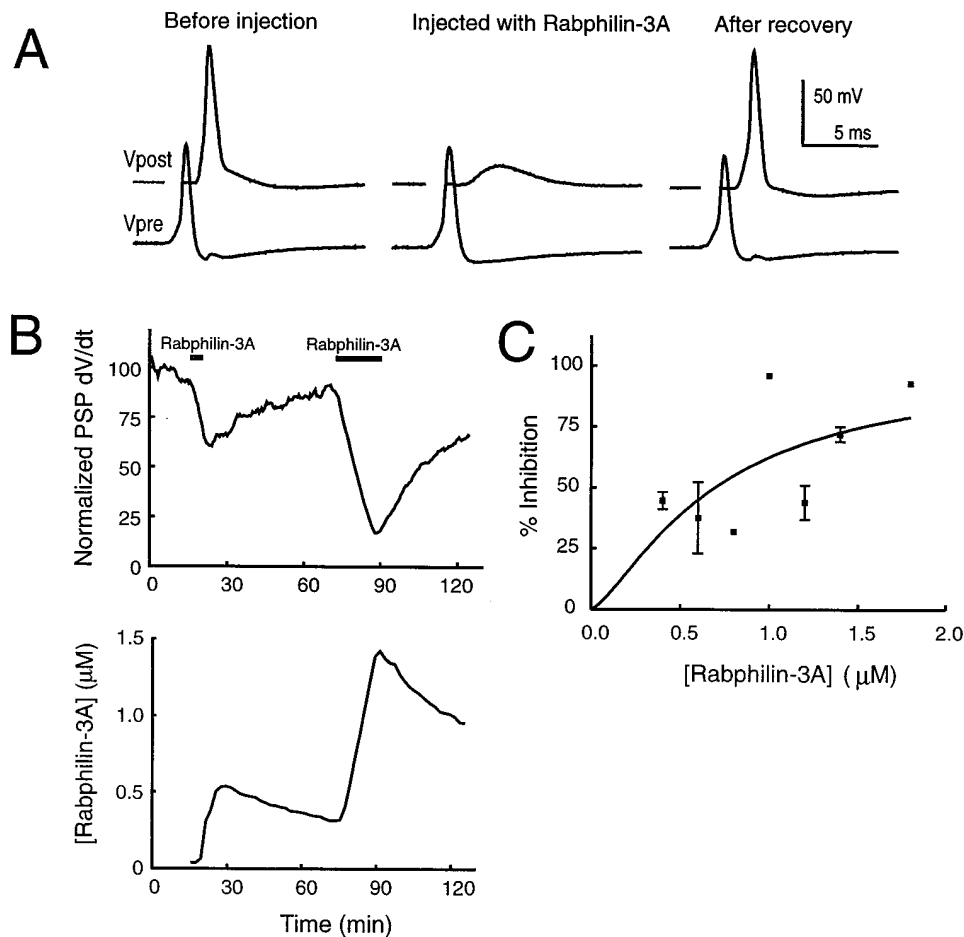 A
Before injection
Injected with Rabphilin-3A
After recovery
50 mV
5 ms
Vpost
Vpre
B
Normalized PSP dV/dt
Rabphilin-3A
Rabphilin-3A
100
75
50
25
0
0
30
60
90
120
[Rabphilin-3A] (μM)
1.5
1.0
0.5
0
0
30
60
90
120
Time (min)
C
% Inhibition
100
75
50
25
0
0.0
0.5
1.0
1.5
2.0
[Rabphilin-3A] ( μM)